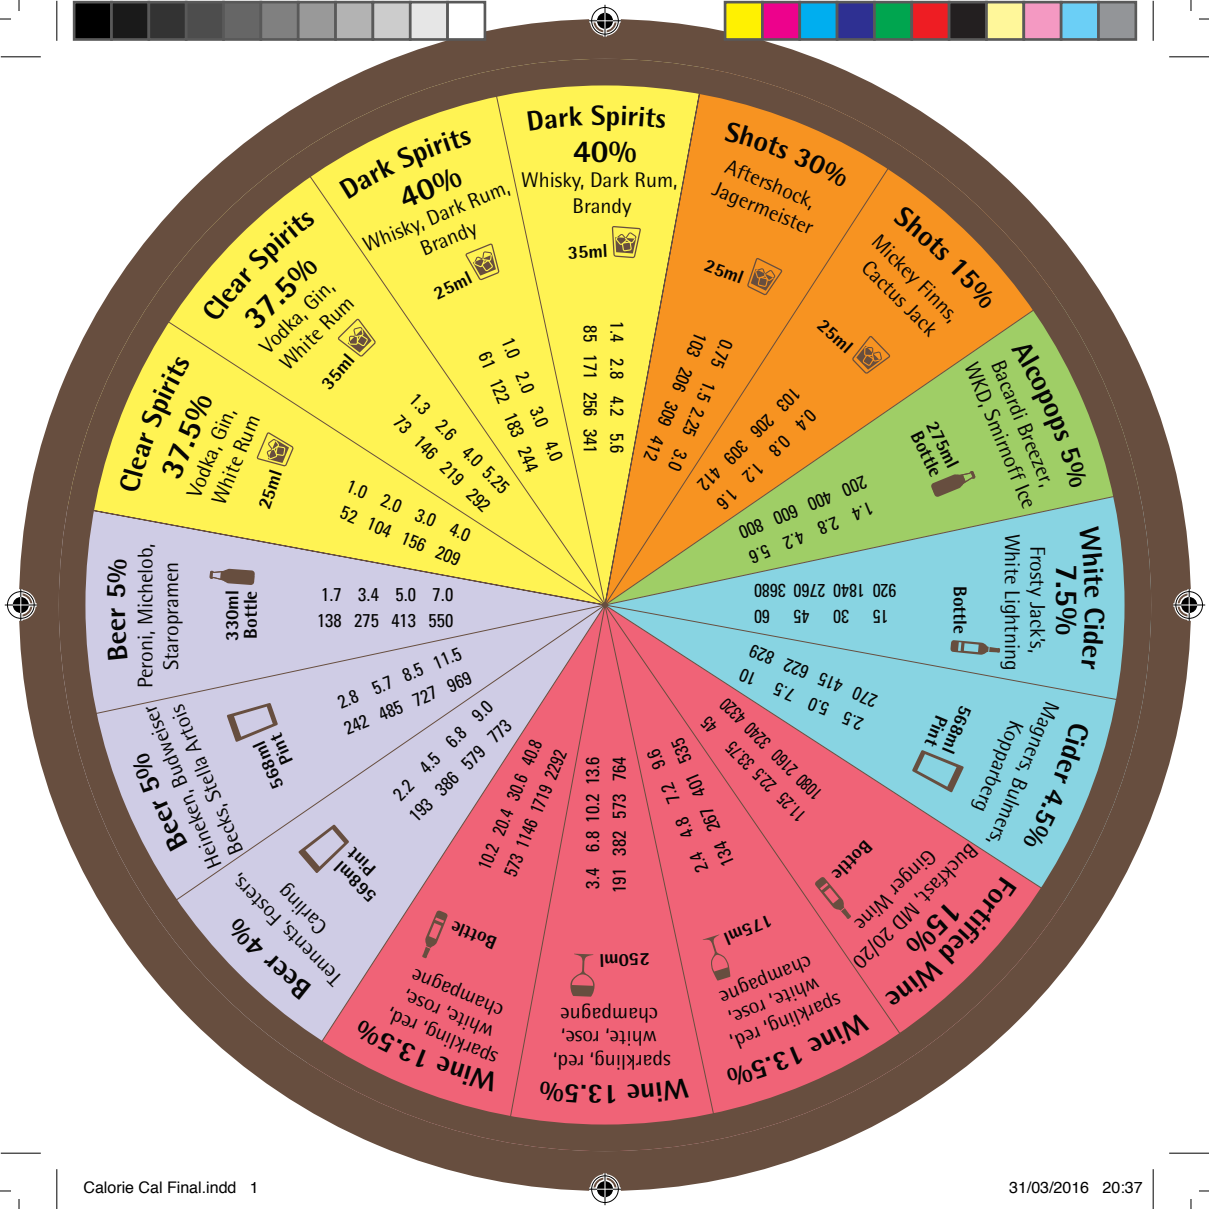 Dark Spirits
40%
Whisky, Dark Rum,
Brandy
35ml
1.4 2.8 4.2 5.6
85 171 256 341
Shots 30%
Aftershock,
Jagermeister
25ml
0.75 1.5 2.25 3.0
103 206 309 412
Shots 15%
Mickey Finns,
Cactus Jack
25ml
0.4 0.8 1.2 1.6
103 206 309 412
Alcopops 5%
Bacardi Breezer,
WKD, Smirnoff Ice
275ml
Bottle
1.4 2.8 4.2 5.6
200 400 600 800
White Cider
7.5%
Frosty Jack's,
White Lightning
Bottle
15 30 45 60
920 1840 2760 3680
Cider 4.5%
Magners, Bulmers,
Kopparberg
568ml
Pint
2.5 5.0 7.5 10
270 415 622 829
Fortified Wine
15%
Buckfast, MD 20/20
Ginger Wine
Bottle
11.25 22.5 33.75 45
1080 2160 3240 4320
Wine 13.5%
sparkling, red,
white, rose,
champagne
175ml
2.4 4.8 7.2 9.6
134 267 401 535
Wine 13.5%
sparkling, red,
white, rose,
champagne
250ml
3.4 6.8 10.2 13.6
191 382 573 764
Wine 13.5%
sparkling, red,
white, rose,
champagne
Bottle
10.2 20.4 30.6 40.8
573 1146 1719 2292
Beer 4%
Tennents, Fosters,
Carling
568ml
Pint
2.2 4.5 6.8 9.0
193 386 579 773
Beer 5%
Heineken, Budweiser
Becks, Stella Artois
568ml
Pint
2.8 5.7 8.5 11.5
242 485 727 969
Beer 5%
Peroni, Michelob,
Staropramen
330ml
Bottle
1.7 3.4 5.0 7.0
138 275 413 550
Clear Spirits
37.5%
Vodka, Gin,
White Rum
25ml
1.0 2.0 3.0 4.0
52 104 156 209
Clear Spirits
37.5%
Vodka, Gin,
White Rum
35ml
1.3 2.6 4.0 5.25
73 146 219 292
Dark Spirits
40%
Whisky, Dark Rum,
Brandy
25ml
1.0 2.0 3.0 4.0
61 122 183 244
Calorie Cal Final.indd 1
31/03/2016 20:37